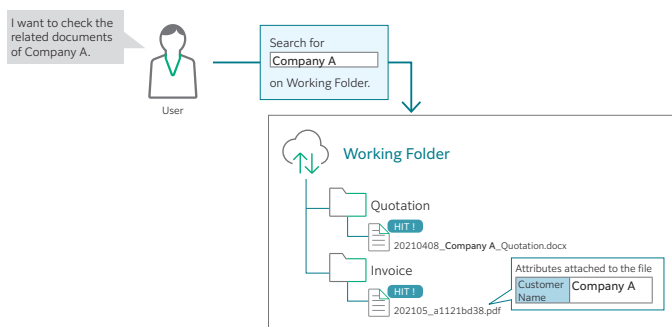 I want to check the
related documents
of Company A.
User
Search for
Company A
on Working Folder.
Working Folder
Quotation
HIT !
20210408_Company A_Quotation.docx
Invoice
HIT !
202105_a1121bd38.pdf
Attributes attached to the file
Customer
Name
Company A